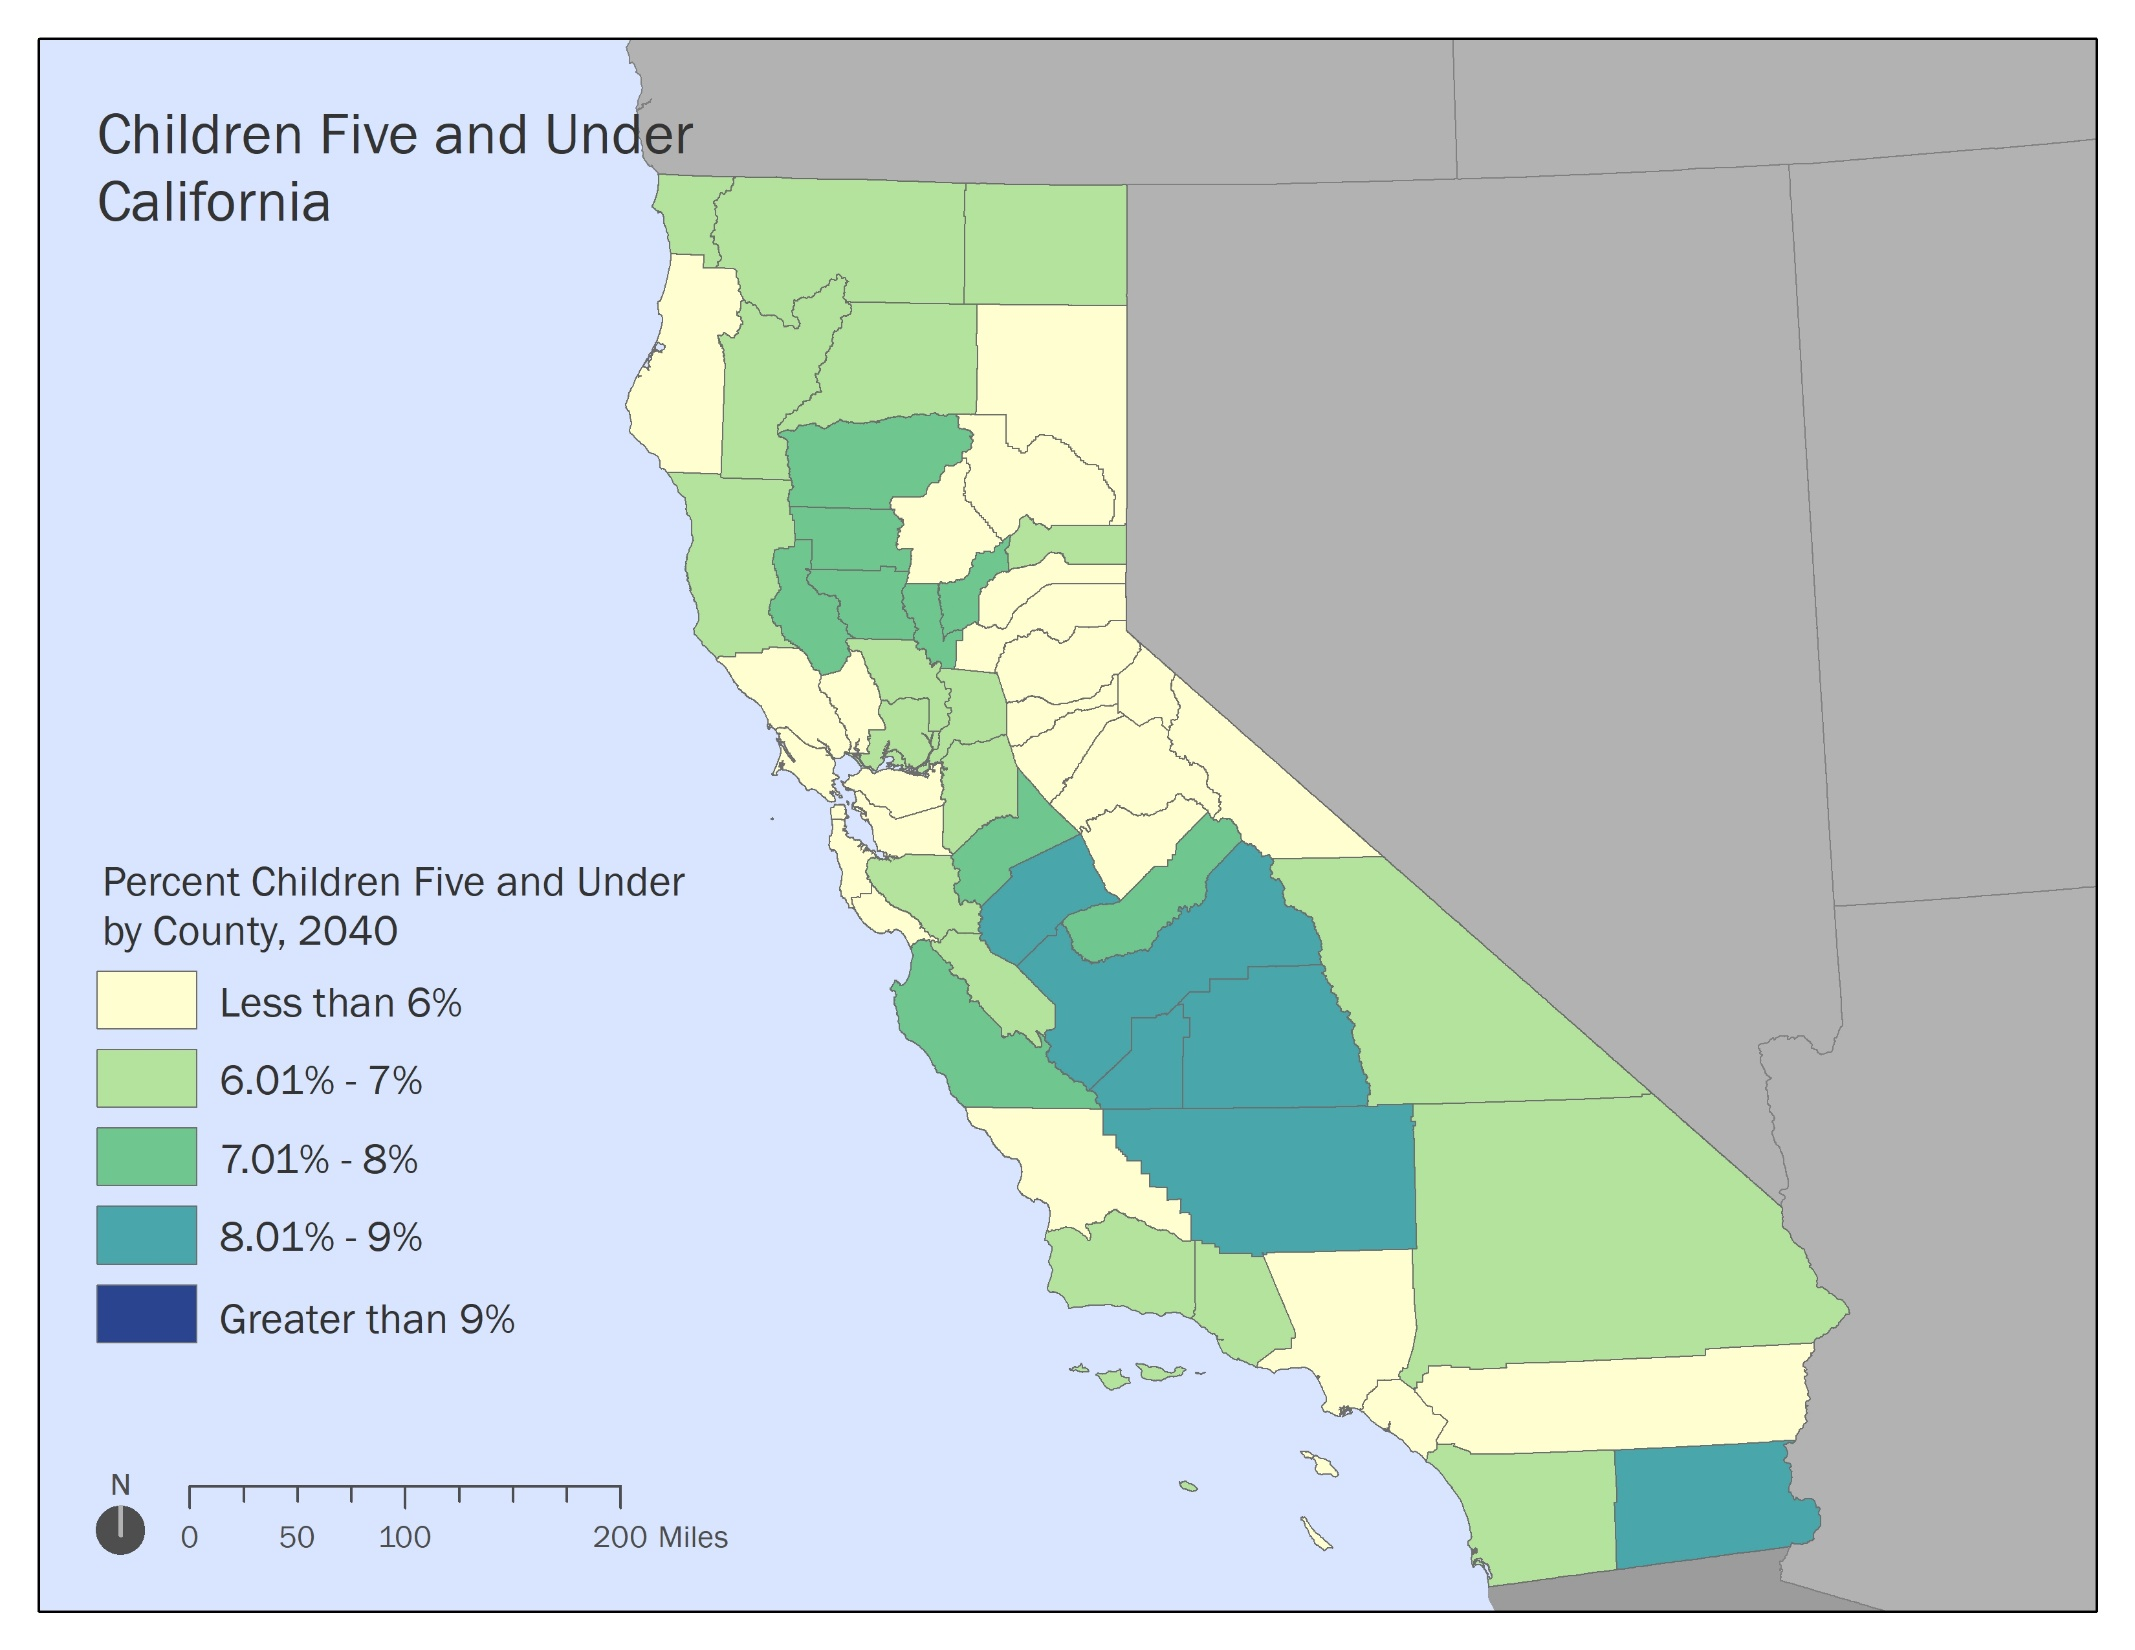 Children Five and Under
California
Percent Children Five and Under
by County, 2040
Less than 6%
6.01% - 7%
7.01% - 8%
8.01% - 9%
Greater than 9%
N
0 50 100 200 Miles